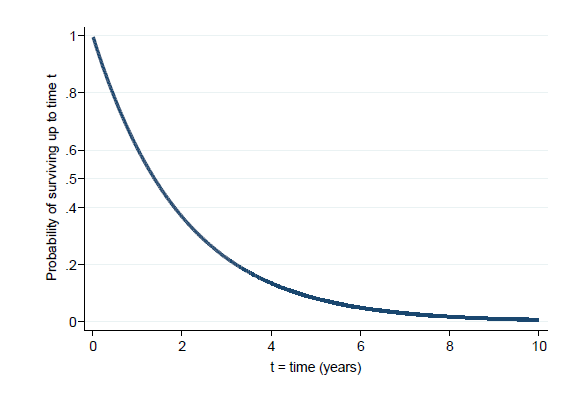 Probability of surviving up to time t
1
.8
.6
.5
.4
.2
0
0 2 4 6 8 10
t = time (years)